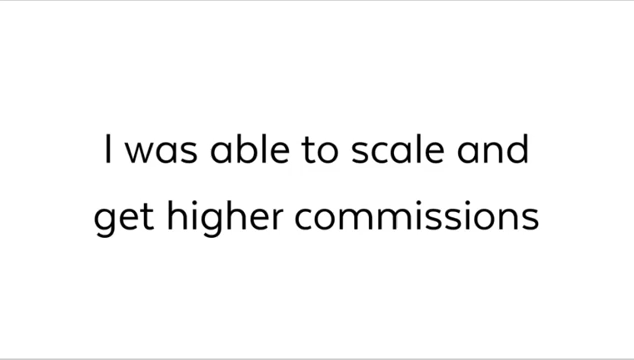 I was able to scale and
get higher commissions